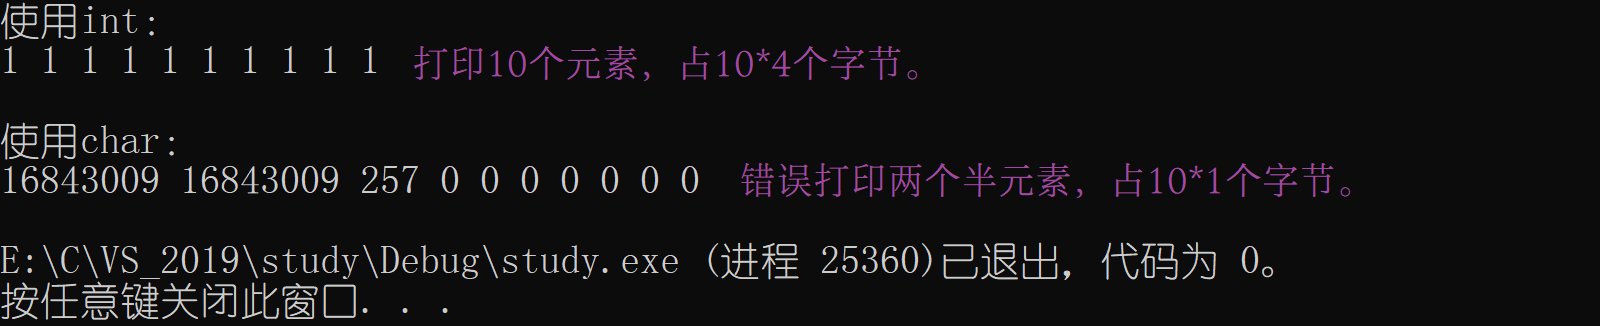 使用int:
1 1 1 1 1 1 1 1 1 1 打印10个元素，占10*4个字节。
使用char:
16843009 16843009 257 0 0 0 0 0 0 0 错误打印两个半元素，占10*1个字节。
E:\C\VS_2019\study\Debug\study.exe (进程 25360)已退出，代码为 0。
按任意键关闭此窗口. . .